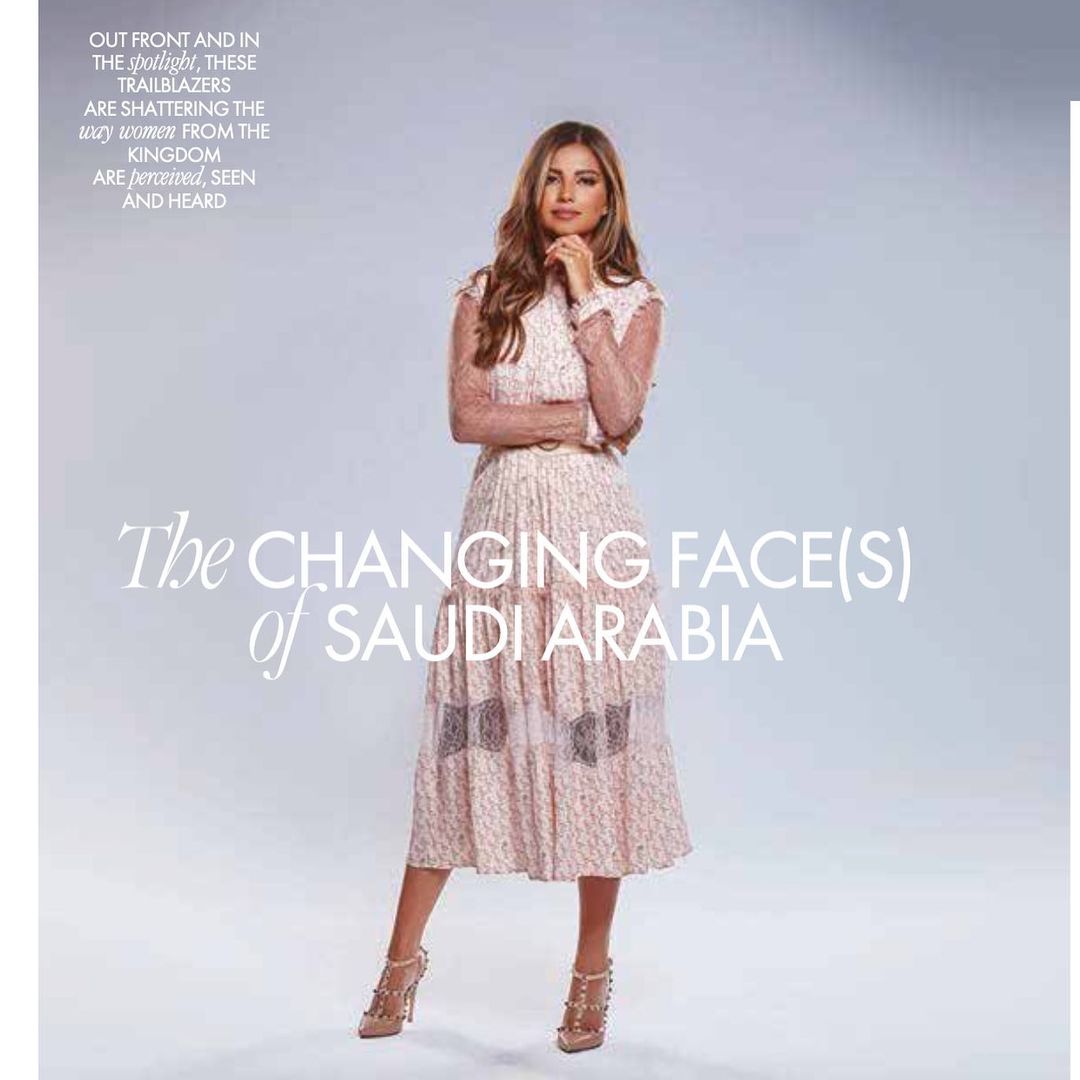 OUT FRONT AND IN
THE spotlight, THESE
TRAILBLAZERS
ARE SHATTERING THE
way women FROM THE
KINGDOM
ARE perceived, SEEN
AND HEARD
The CHANGING FACE(S)
of SAUDI ARABIA